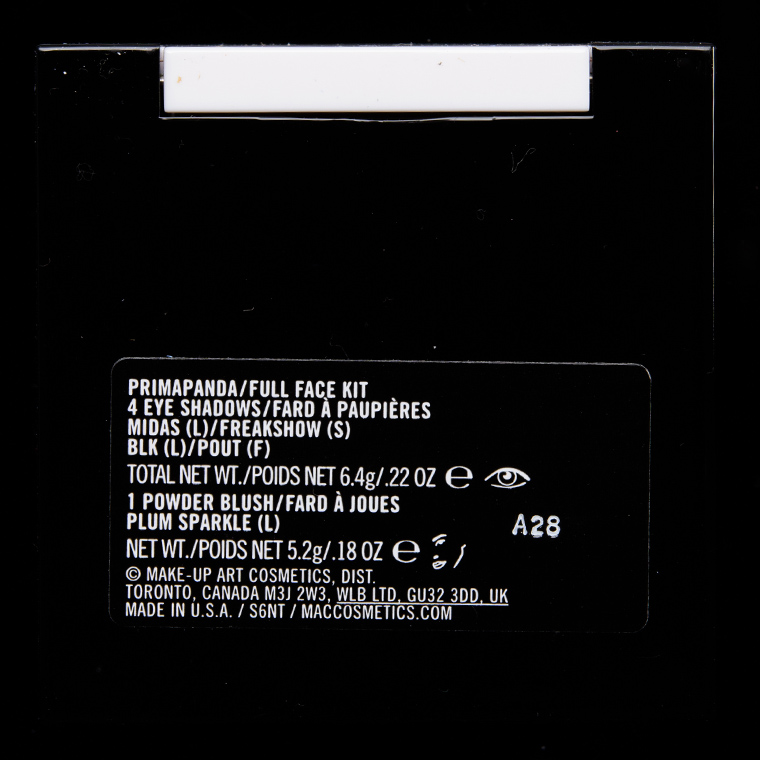 PRIMAPANDA/FULL FACE KIT
4 EYE SHADOWS/FARD À PAUPIÈRES
MIDAS (L)/FREAKSHOW (S)
BLK (L)/POUT (F)
TOTAL NET WT./POIDS NET 6.4g/.22 OZ ℮
1 POWDER BLUSH/FARD À JOUES
PLUM SPARKLE (L)
A28
NET WT./POIDS NET 5.2g/.18 OZ ℮
© MAKE-UP ART COSMETICS, DIST.
TORONTO, CANADA M3J 2W3, WLB LTD, GU32 3DD, UK
MADE IN U.S.A. / S6NT / MACCOSMETICS.COM